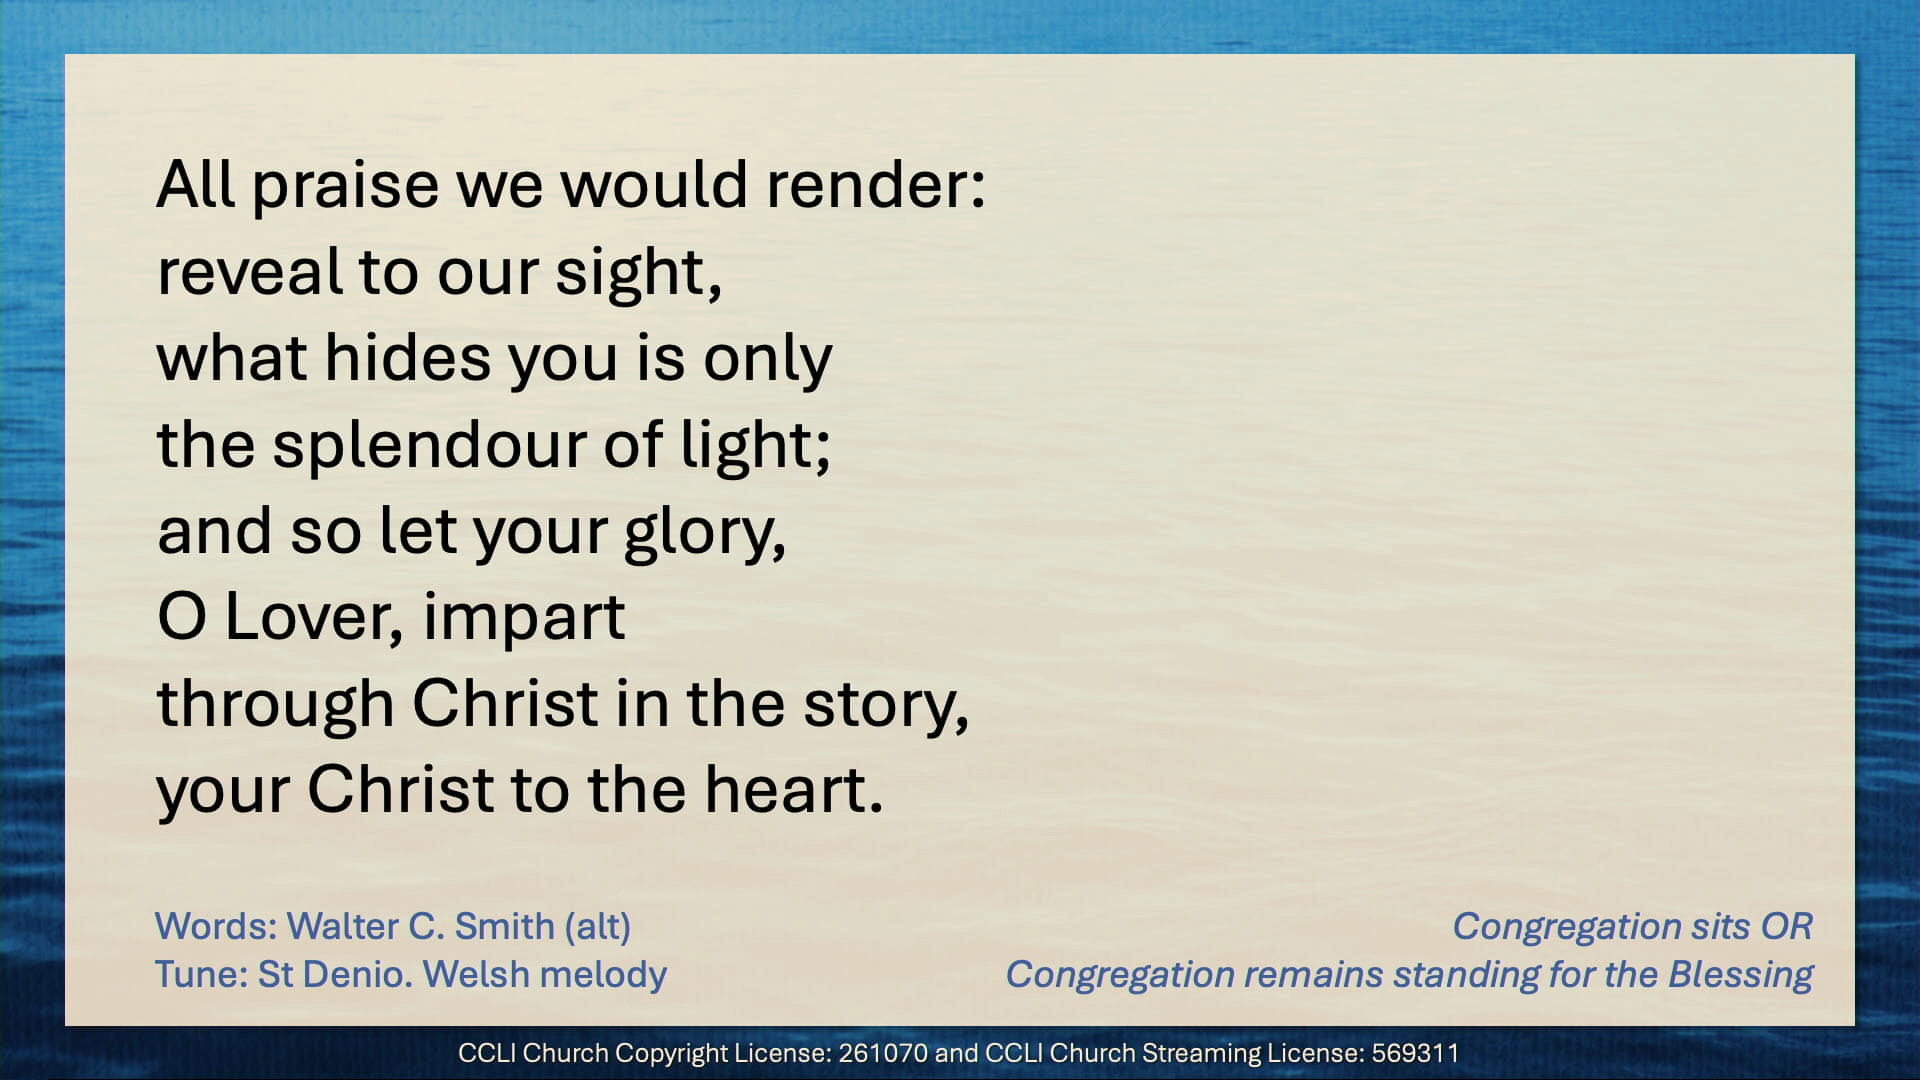 All praise we would render:
reveal to our sight,
what hides you is only
the splendour of light;
and so let your glory,
O Lover, impart
through Christ in the story,
your Christ to the heart.
Words: Walter C. Smith (alt)
Tune: St Denio. Welsh melody
Congregation sits OR
Congregation remains standing for the Blessing
CCLI Church Copyright License: 261070 and CCLI Church Streaming License: 569311